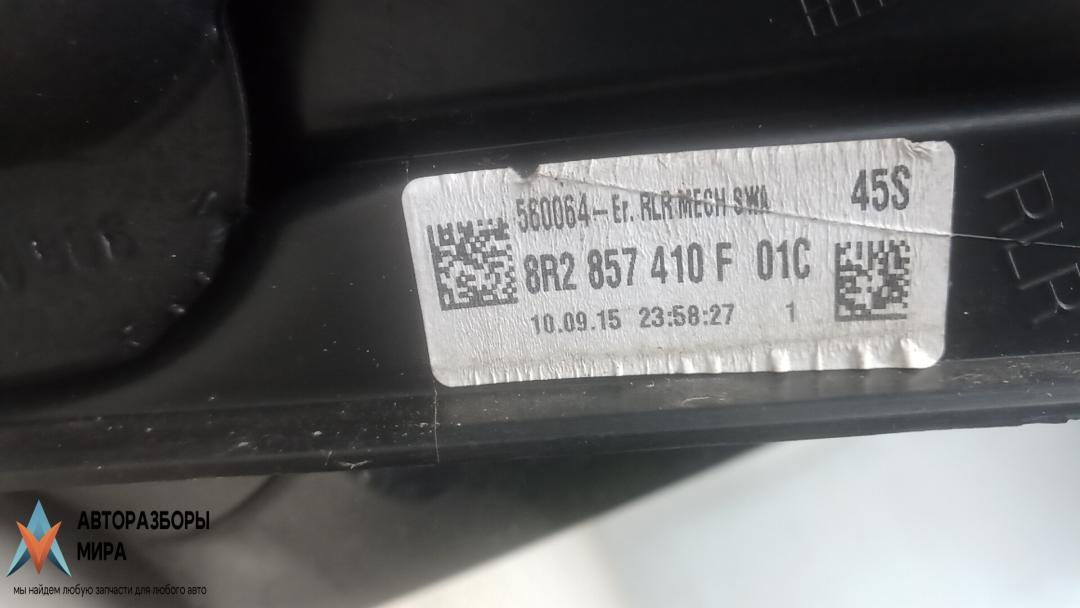 560064-Er. RLR MECH SWA 45S
8R2 857 410 F 01C
10.09.15 23:58:27 1
RLR
АВТОРАЗБОРЫ
МИРА
мы найдем любую запчасти для любого авто